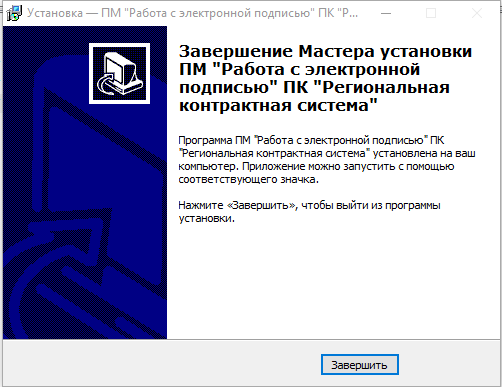 Установка — ПМ "Работа с электронной подписью" ПК "Р...
Завершение Мастера установки
ПМ "Работа с электронной
подписью" ПК "Региональная
контрактная система"
Программа ПМ "Работа с электронной подписью" ПК
"Региональная контрактная система" установлена на ваш
компьютер. Приложение можно запустить с помощью
соответствующего значка.
Нажмите «Завершить», чтобы выйти из программы
установки.
Завершить